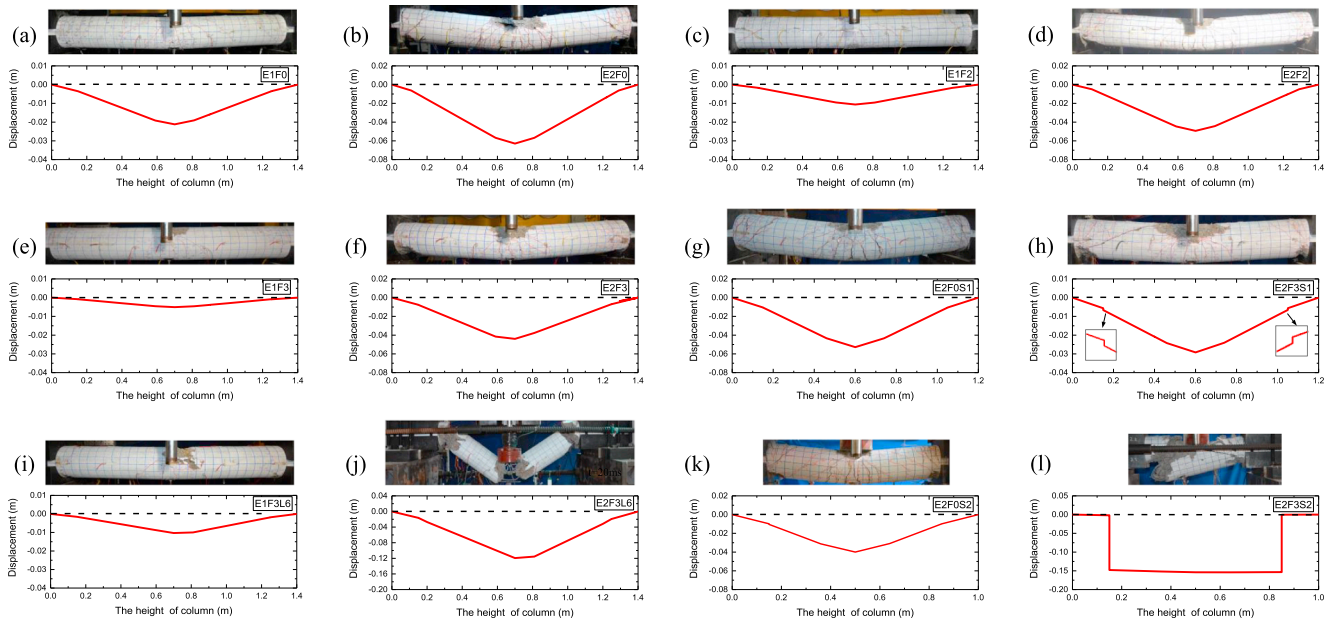 (a)
E1F0
Displacement (m)
0.01
0.00
-0.01
-0.02
-0.03
-0.04
0.0 0.2 0.4 0.6 0.8 1.0 1.2 1.4
The height of column (m)
(b)
E2F0
Displacement (m)
0.02
0.00
-0.02
-0.04
-0.06
-0.08
0.0 0.2 0.4 0.6 0.8 1.0 1.2 1.4
The height of column (m)
(c)
E1F2
Displacement (m)
0.01
0.00
-0.01
-0.02
-0.03
-0.04
0.0 0.2 0.4 0.6 0.8 1.0 1.2 1.4
The height of column (m)
(d)
E2F2
Displacement (m)
0.02
0.00
-0.02
-0.04
-0.06
-0.08
0.0 0.2 0.4 0.6 0.8 1.0 1.2 1.4
The height of column (m)
(e)
E1F3
Displacement (m)
0.01
0.00
-0.01
-0.02
-0.03
-0.04
0.0 0.2 0.4 0.6 0.8 1.0 1.2 1.4
The height of column (m)
(f)
E2F3
Displacement (m)
0.02
0.00
-0.02
-0.04
-0.06
-0.08
0.0 0.2 0.4 0.6 0.8 1.0 1.2 1.4
The height of column (m)
(g)
E2F0S1
Displacement (m)
0.02
0.00
-0.02
-0.04
-0.06
-0.08
0.0 0.2 0.4 0.6 0.8 1.0 1.2
The height of column (m)
(h)
E2F3S1
Displacement (m)
0.01
0.00
-0.01
-0.02
-0.03
-0.04
0.0 0.2 0.4 0.6 0.8 1.0 1.2
The height of column (m)
(i)
E1F3L6
Displacement (m)
0.01
0.00
-0.01
-0.02
-0.03
-0.04
0.0 0.2 0.4 0.6 0.8 1.0 1.2 1.4
The height of column (m)
(j)
E2F3L6
Displacement (m)
0.04
0.00
-0.04
-0.08
-0.12
-0.16
-0.20
0.0 0.2 0.4 0.6 0.8 1.0 1.2 1.4
The height of column (m)
(k)
E2F0S2
Displacement (m)
0.02
0.00
-0.02
-0.04
-0.06
-0.08
0.0 0.2 0.4 0.6 0.8 1.0
The height of column (m)
(l)
E2F3S2
Displacement (m)
0.05
0.00
-0.05
-0.10
-0.15
-0.20
0.0 0.2 0.4 0.6 0.8 1.0
The height of column (m)